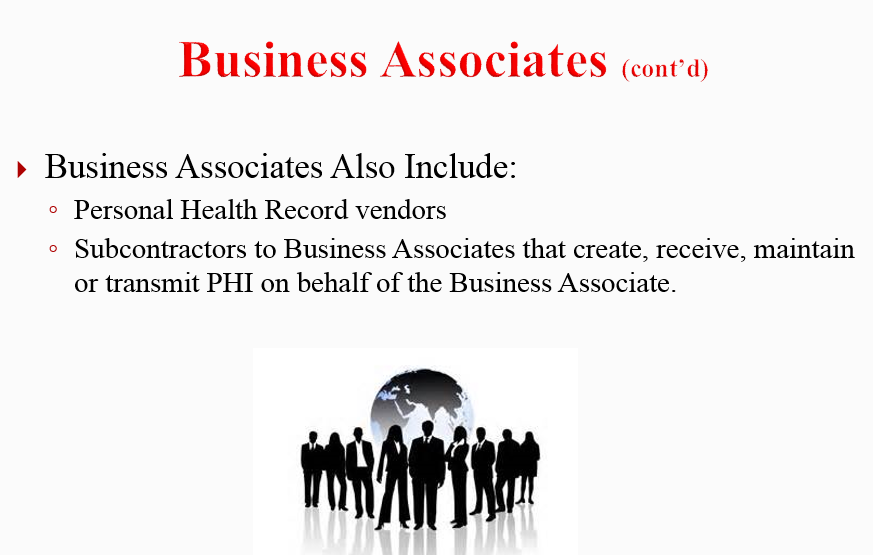 Business Associates (cont’d)
Business Associates Also Include:
Personal Health Record vendors
Subcontractors to Business Associates that create, receive, maintain
or transmit PHI on behalf of the Business Associate.